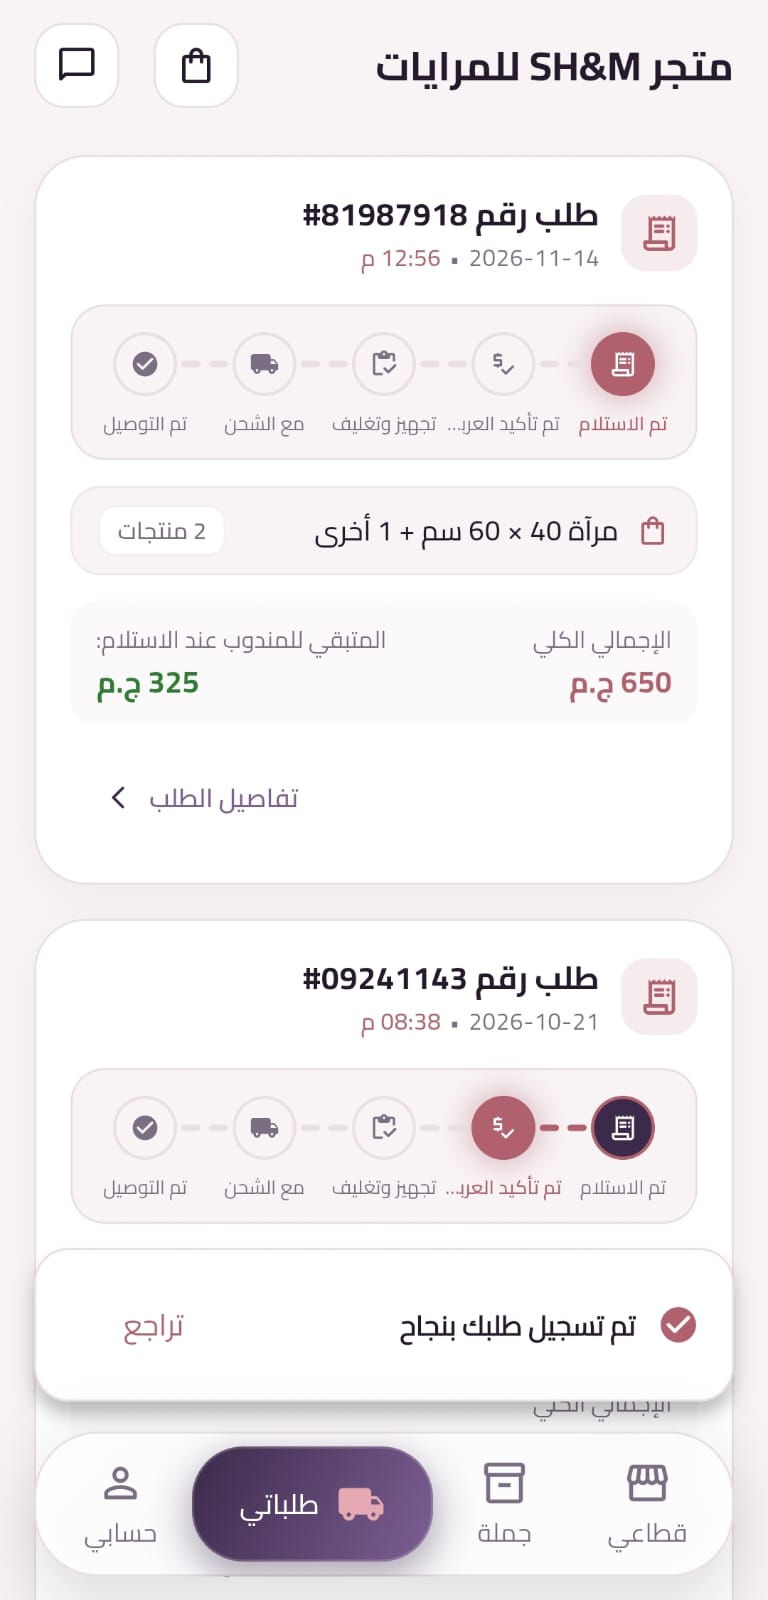 متجر SH&M للمرايات
طلب رقم 81987918#
2026-11-14 ▪ 12:56 م
تم الاستلام
تم تأكيد العرب...
تجهيز وتغليف
مع الشحن
تم التوصيل
مرآة 40 × 60 سم + 1 أخرى
2 منتجات
الإجمالي الكلي
المتبقي للمندوب عند الاستلام:
650 ج.م
325 ج.م
تفاصيل الطلب
طلب رقم 09241143#
2026-10-21 ▪ 08:38 م
تم الاستلام
تم تأكيد العرب...
تجهيز وتغليف
مع الشحن
تم التوصيل
تم تسجيل طلبك بنجاح
تراجع
الإجمالي الكلي
قطاعي
جملة
طلباتي
حسابي